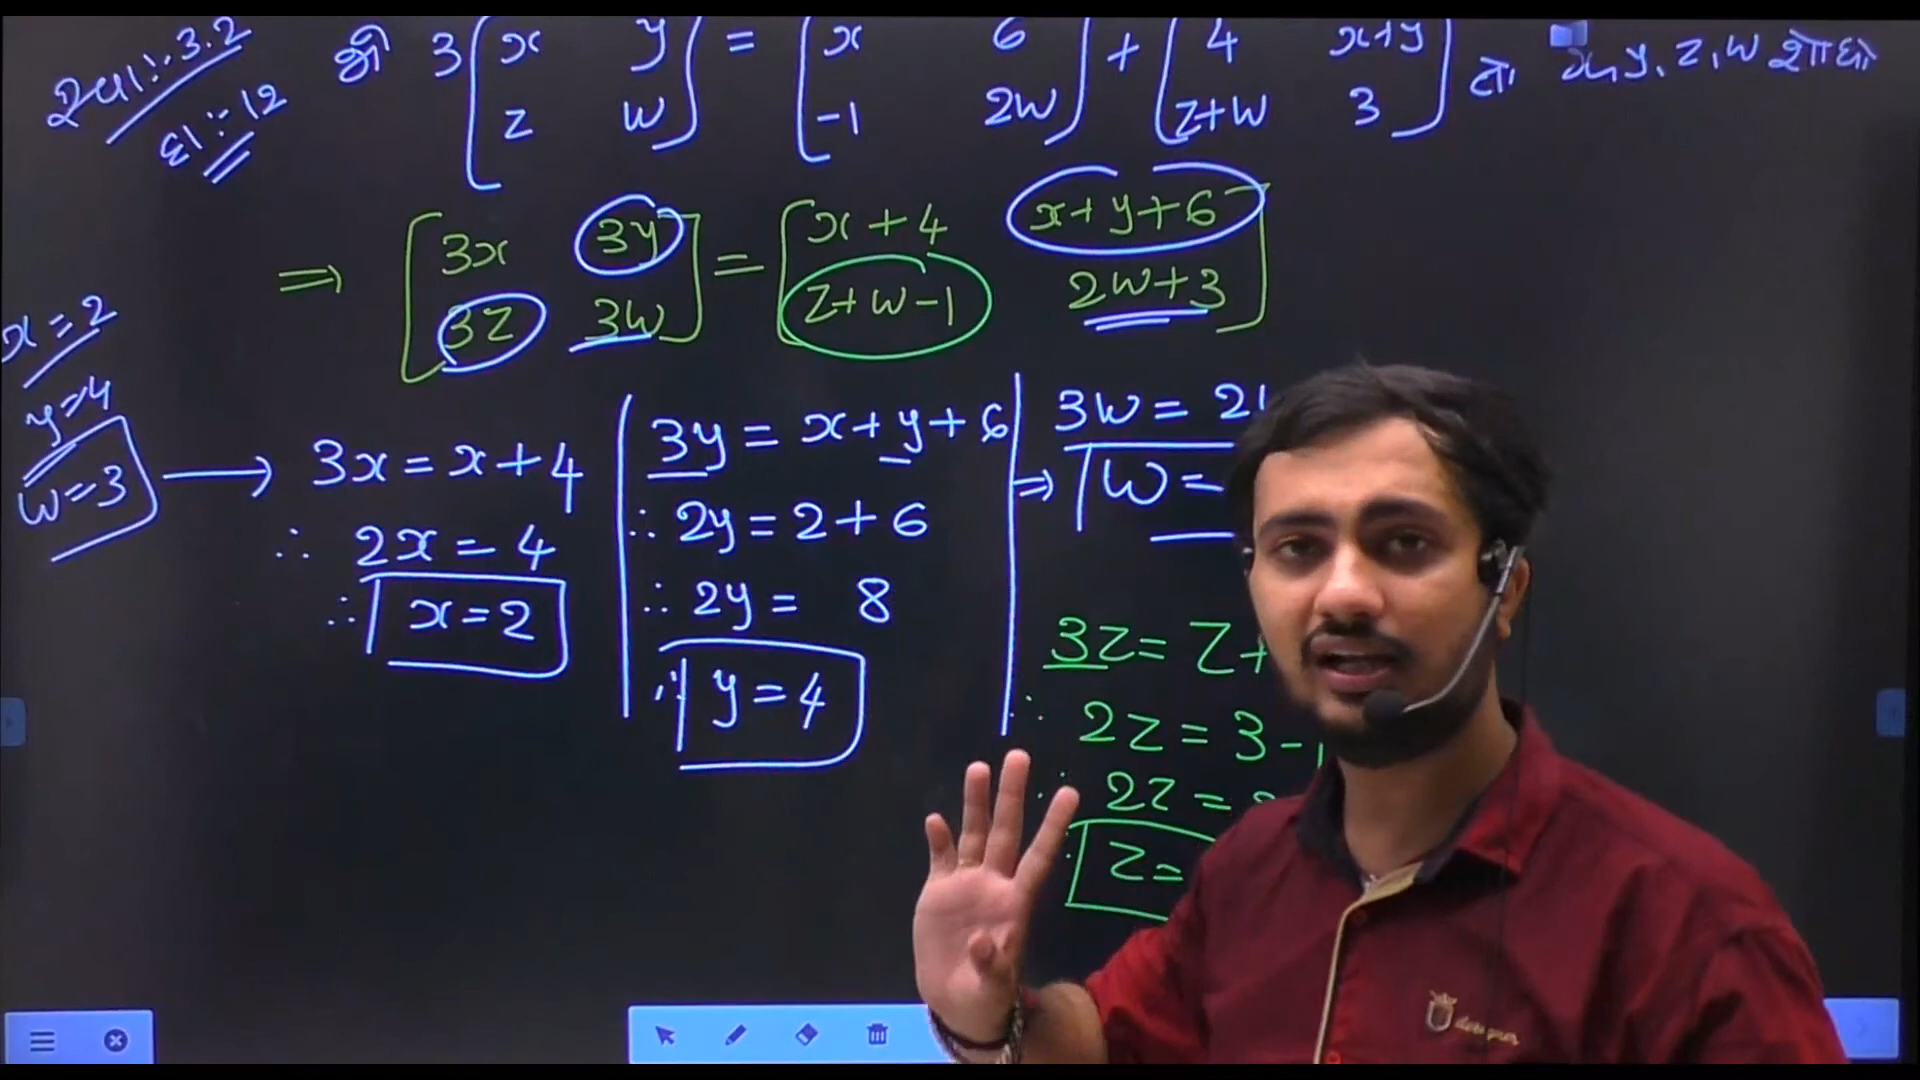 સ્વા:-3.2
દા:-12
જો 3[x y = [x 6 + [4 x+y] તો x, y, z, w શોધો
z w] -1 2w] z+w 3]
⇒ [3x 3y] = [x+4 x+y+6]
3z 3w] z+w-1 2w+3]
x=2
y=4
w=3
→ 3x = x+4
∴ 2x = 4
∴ x=2
3y = x+y+6
∴ 2y = 2+6
∴ 2y = 8
∴ y=4
3w = 2
⇒ w =
3z = z+
∴ 2z = 3-1
∴ 2z =
z=